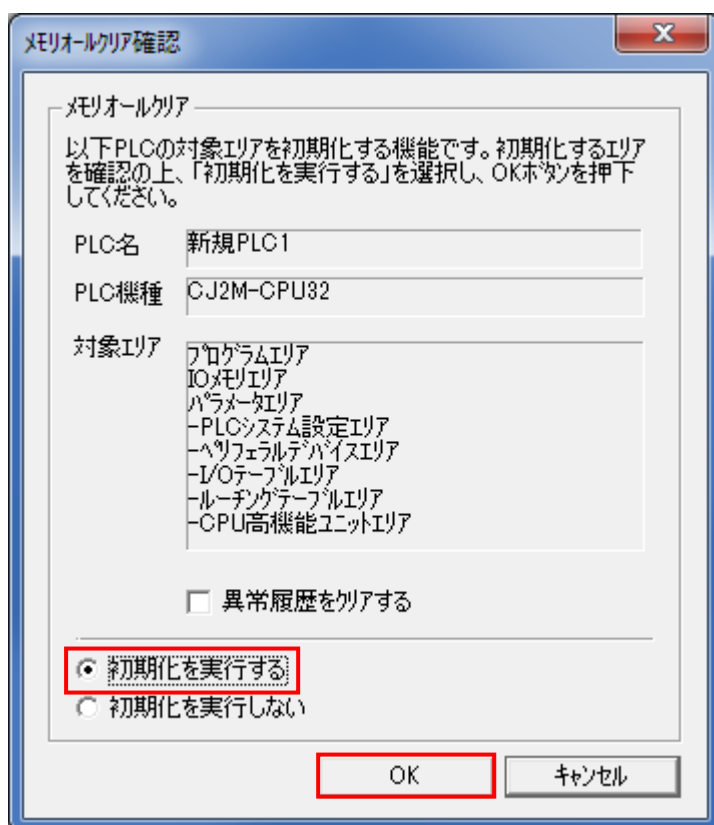 ﾒﾓﾘｵｰﾙｸﾘｱ確認
ﾒﾓﾘｵｰﾙｸﾘｱ
以下PLCの対象ｴﾘｱを初期化する機能です。初期化するｴﾘｱ
を確認の上、「初期化を実行する」を選択し、OKﾎﾞﾀﾝを押下
してください。
PLC名 新規PLC1
PLC機種 CJ2M-CPU32
対象ｴﾘｱ
ﾌﾟﾛｸﾞﾗﾑｴﾘｱ
IOﾒﾓﾘｴﾘｱ
ﾊﾟﾗﾒｰﾀｴﾘｱ
-PLCｼｽﾃﾑ設定ｴﾘｱ
-ﾍﾟﾘﾌｪﾗﾙﾃﾞﾊﾞｲｽｴﾘｱ
-I/Oﾃｰﾌﾞﾙｴﾘｱ
-ﾙｰﾁﾝｸﾞﾃｰﾌﾞﾙｴﾘｱ
-CPU高機能ﾕﾆｯﾄｴﾘｱ
異常履歴をｸﾘｱする
初期化を実行する
初期化を実行しない
OK ｷｬﾝｾﾙ